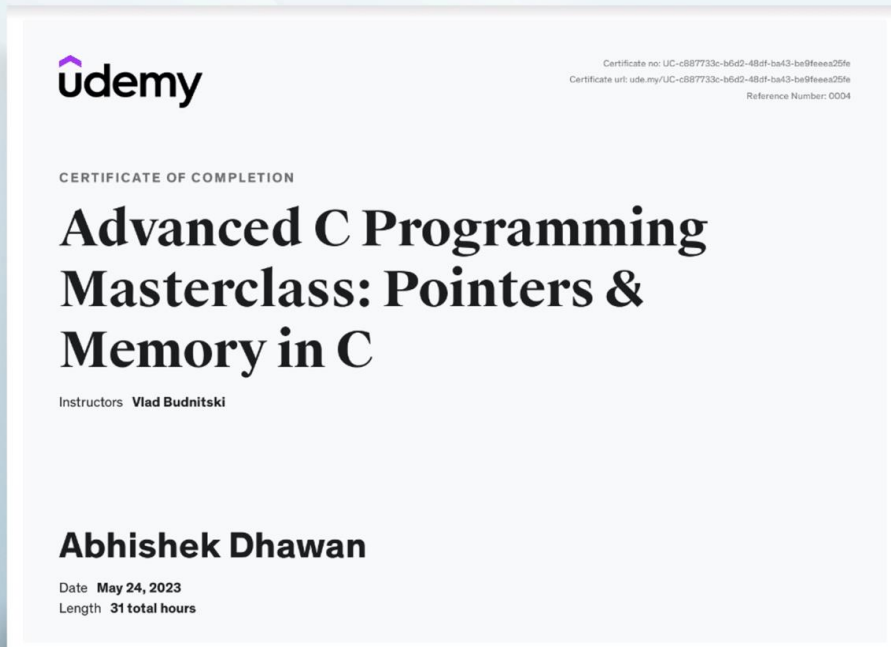 udemy
Certificate no: UC-c887733c-b6d2-48df-ba43-be9feeea25fe
Certificate url: ude.my/UC-c887733c-b6d2-48df-ba43-be9feeea25fe
Reference Number: 0004
CERTIFICATE OF COMPLETION
Advanced C Programming
Masterclass: Pointers &
Memory in C
Instructors Vlad Budnitski
Abhishek Dhawan
Date May 24, 2023
Length 31 total hours